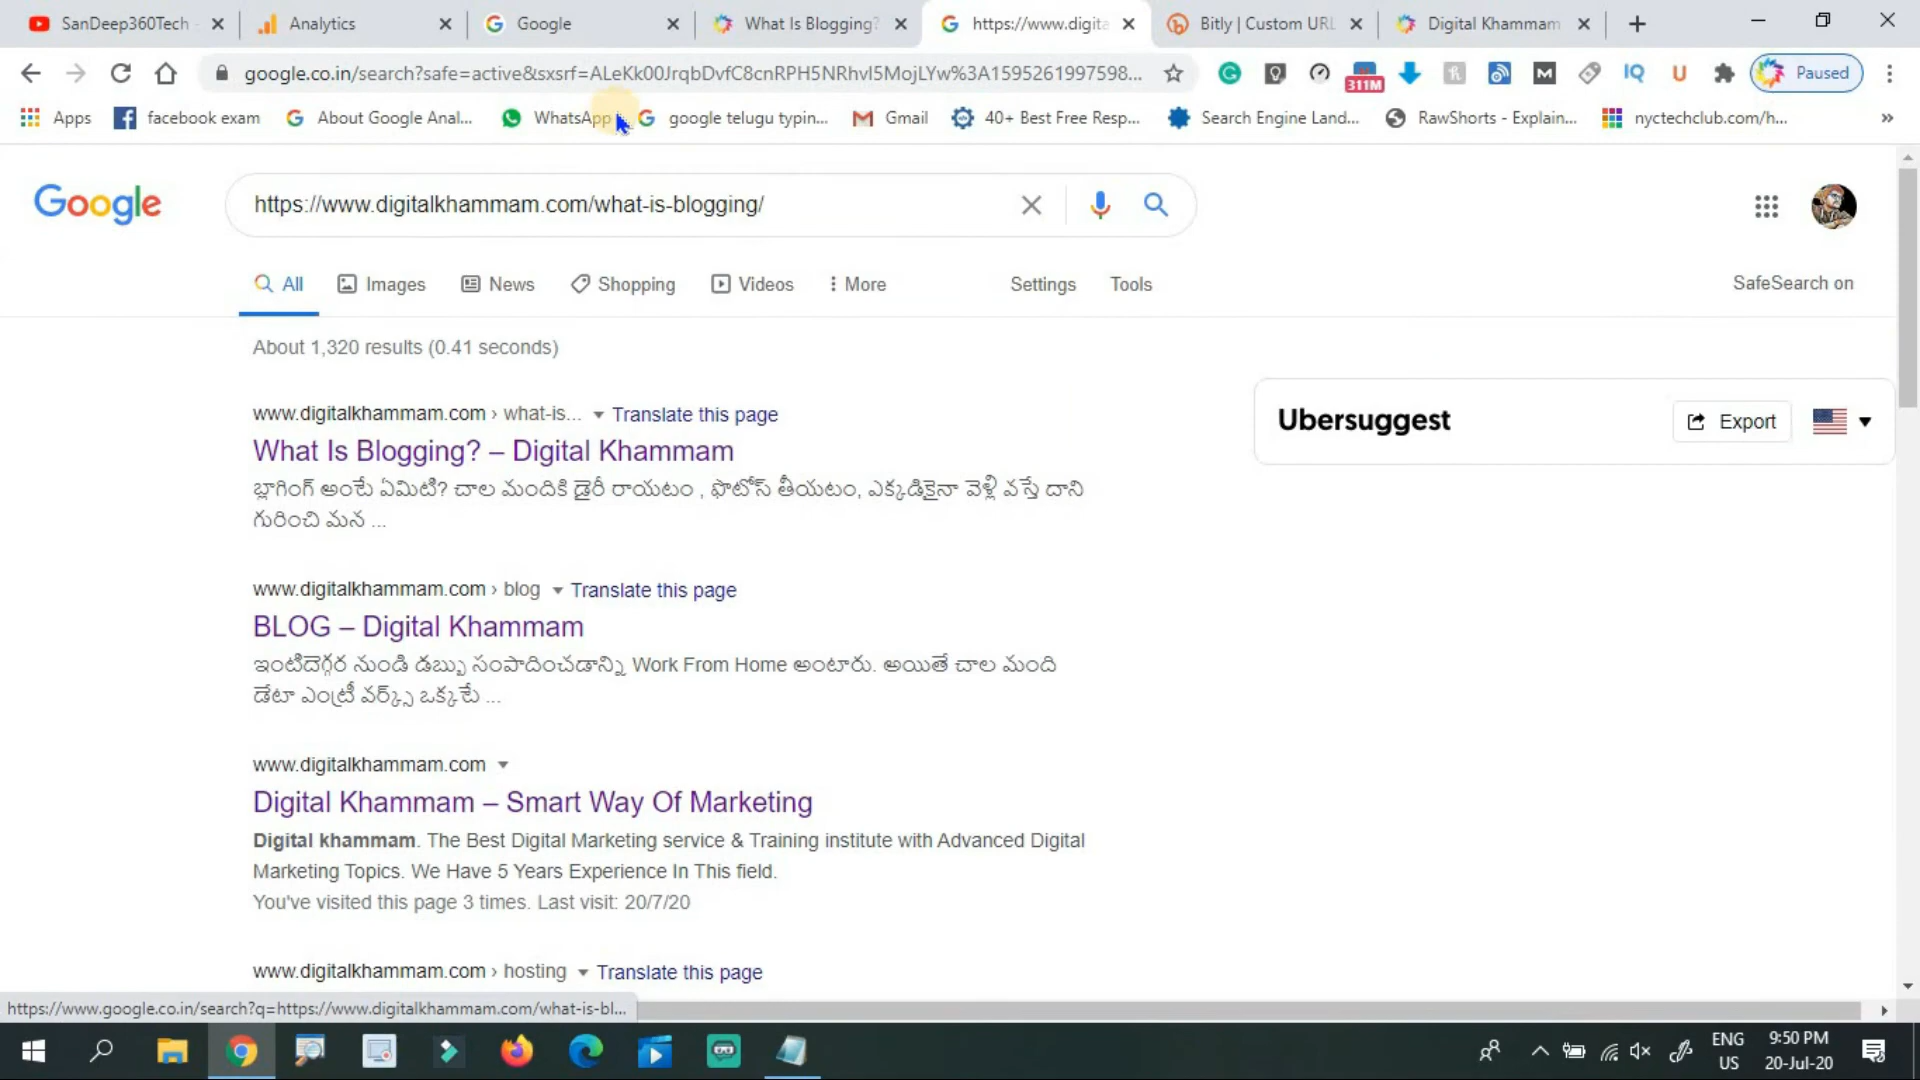 SanDeep360Tech
Analytics
Google
What Is Blogging?
https://www.digita
Bitly | Custom URL
Digital Khammam
google.co.in/search?safe=active&sxsrf=ALeKk00JrqbDvfC8cnRPH5NRhvI5MojLYw%3A1595261997598...
311M
IQ
U
Paused
Apps
facebook exam
About Google Anal...
WhatsApp
google telugu typin...
Gmail
40+ Best Free Resp...
Search Engine Land...
RawShorts - Explain...
nyctechclub.com/h...
»
Google
https://www.digitalkhammam.com/what-is-blogging/
All
Images
News
Shopping
Videos
More
Settings
Tools
SafeSearch on
About 1,320 results (0.41 seconds)
www.digitalkhammam.com › what-is... Translate this page
What Is Blogging? – Digital Khammam
బ్లాగింగ్ అంటే ఏమిటి? చాల మందికి డైరీ రాయటం , ఫొటోస్ తీయటం, ఎక్కడికైనా వెళ్లి వస్తే దాని
గురించి మన ...
Ubersuggest
Export
www.digitalkhammam.com › blog Translate this page
BLOG – Digital Khammam
ఇంటిదెగ్గర నుండి డబ్బు సంపాదించడాన్ని Work From Home అంటారు. అయితే చాల మంది
డేటా ఎంట్రీ వర్క్స్ ఒక్కటే ...
www.digitalkhammam.com
Digital Khammam – Smart Way Of Marketing
Digital khammam. The Best Digital Marketing service & Training institute with Advanced Digital
Marketing Topics. We Have 5 Years Experience In This field.
You've visited this page 3 times. Last visit: 20/7/20
www.digitalkhammam.com › hosting Translate this page
https://www.google.co.in/search?q=https://www.digitalkhammam.com/what-is-bl...
ENG
US
9:50 PM
20-Jul-20